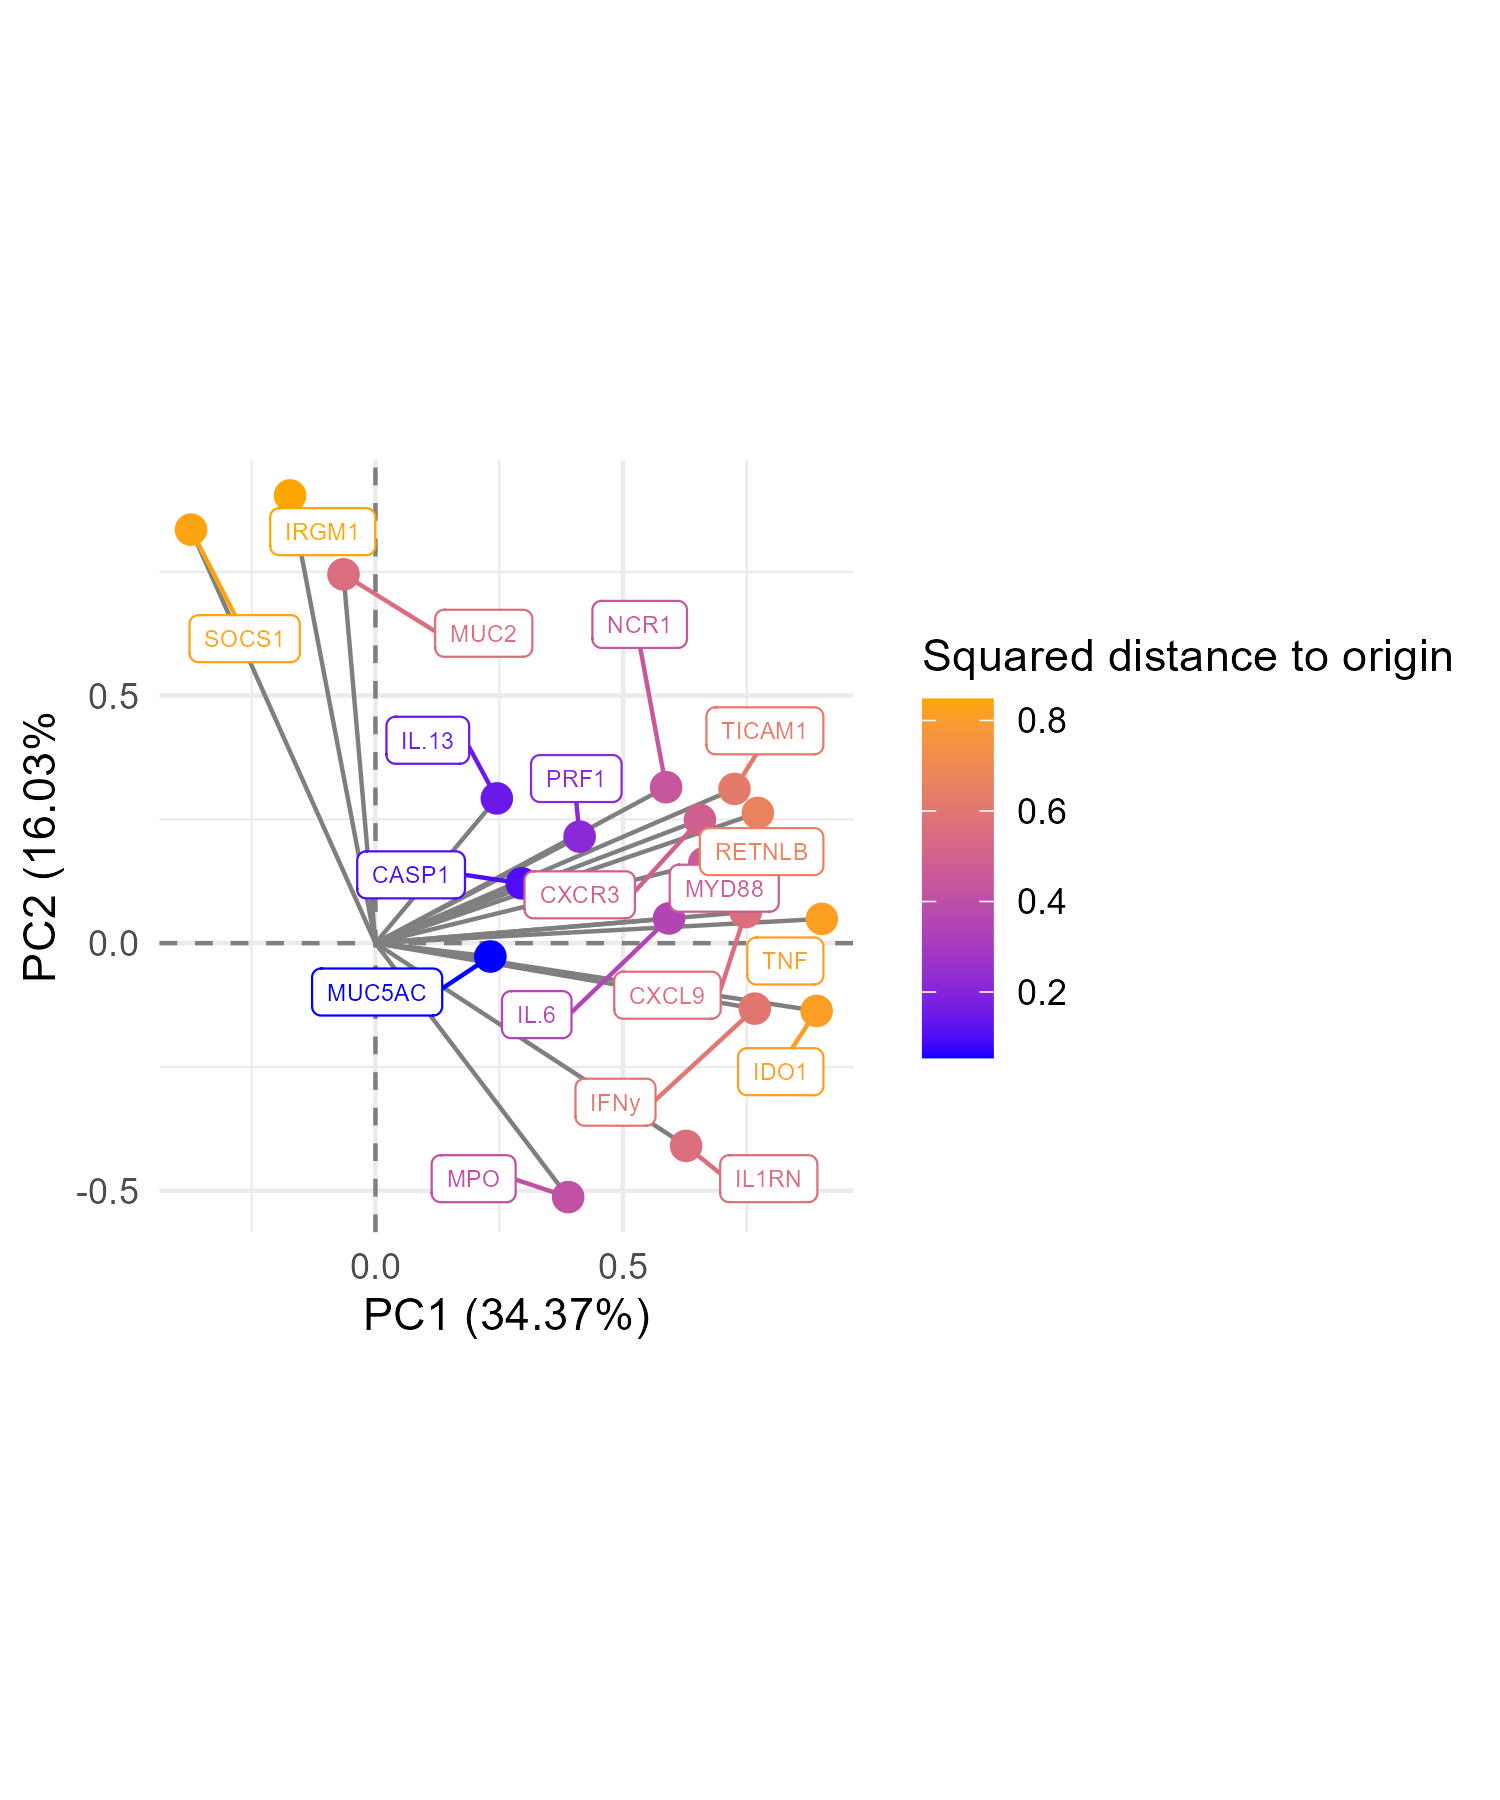 IRGM1
SOCS1
MUC2
NCR1
IL.13
TICAM1
PRF1
RETNLB
CASP1
CXCR3
MYD88
TNF
MUC5AC
CXCL9
IL.6
IDO1
IFNy
MPO
IL1RN
0.5
0.0
-0.5
PC2 (16.03%
0.0
0.5
PC1 (34.37%)
Squared distance to origin
0.8
0.6
0.4
0.2